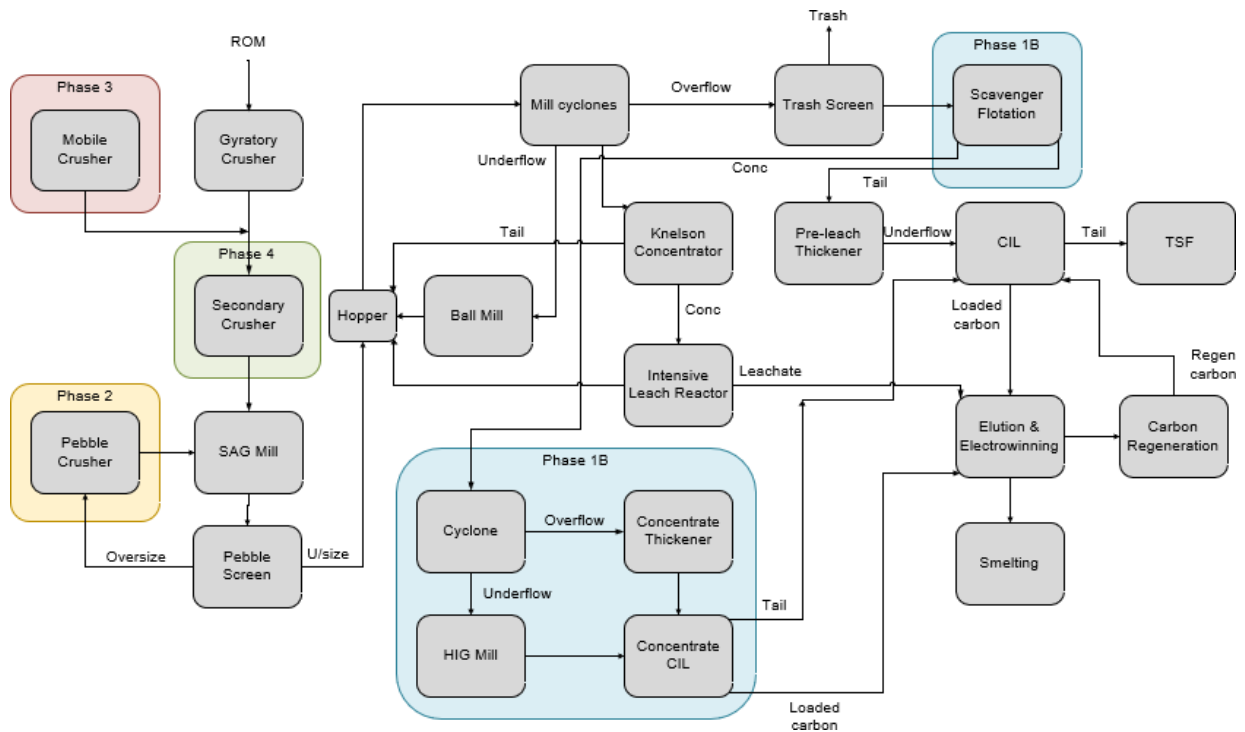 Trash
ROM
Phase 1B
Phase 3
Mobile
Crusher
Gyratory
Crusher
Mill cyclones
Overflow
Trash Screen
Scavenger
Flotation
Underflow
Conc
Tail
Phase 4
Secondary
Crusher
Tail
Knelson
Concentrator
Pre-leach
Thickener
Underflow
CIL
Tail
TSF
Hopper
Ball Mill
Conc
Loaded
carbon
Intensive
Leach Reactor
Leachate
Regen
carbon
Phase 2
Pebble
Crusher
SAG Mill
Elution &
Electrowinning
Carbon
Regeneration
Phase 1B
Cyclone
Overflow
Concentrate
Thickener
Oversize
Pebble
Screen
U/size
Smelting
Underflow
Tail
HIG Mill
Concentrate
CIL
Loaded
carbon